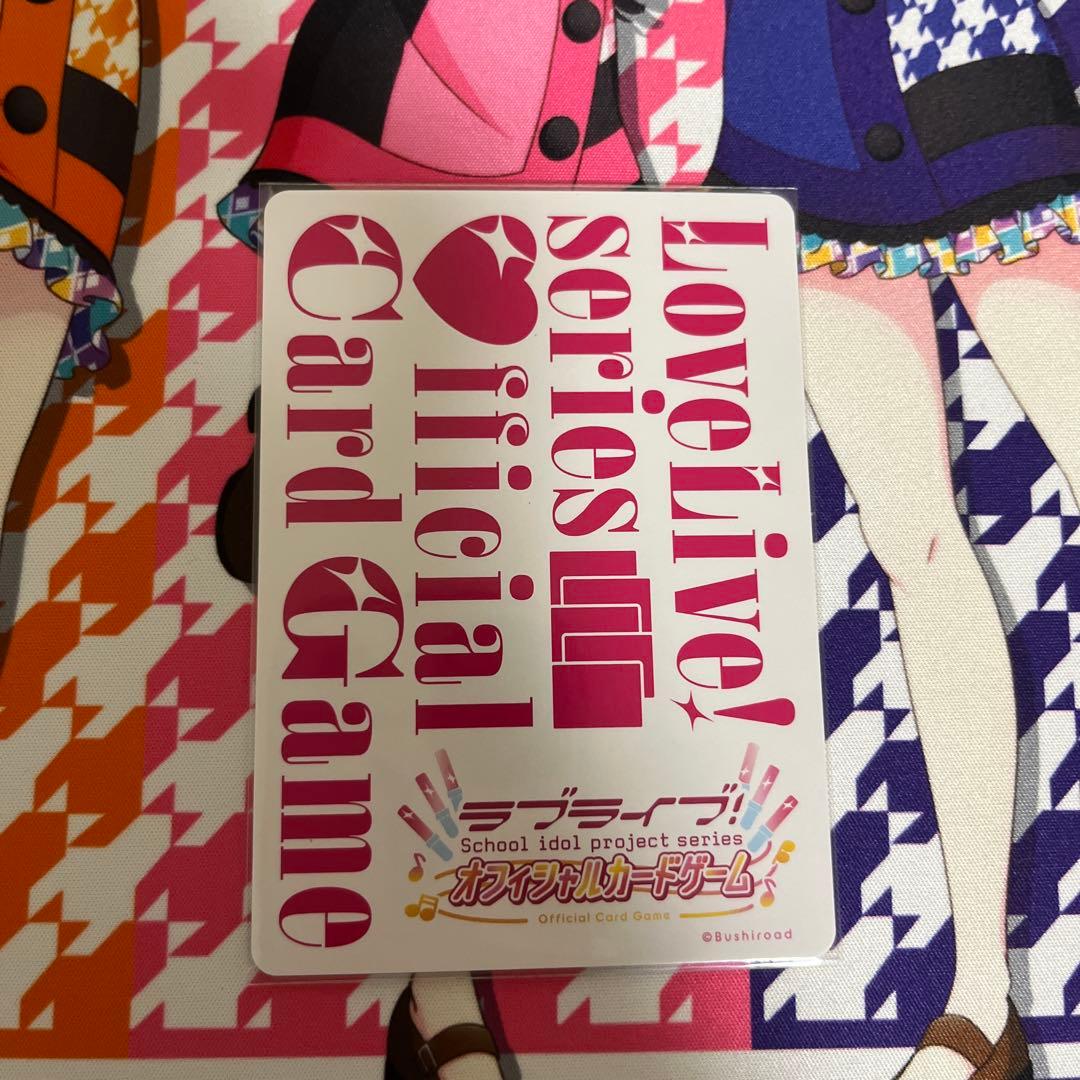 LoveLive!
series
♥fficial
Card Game
ラブライブ!
School idol project series
オフィシャルカードゲーム
Official Card Game
©Bushiroad